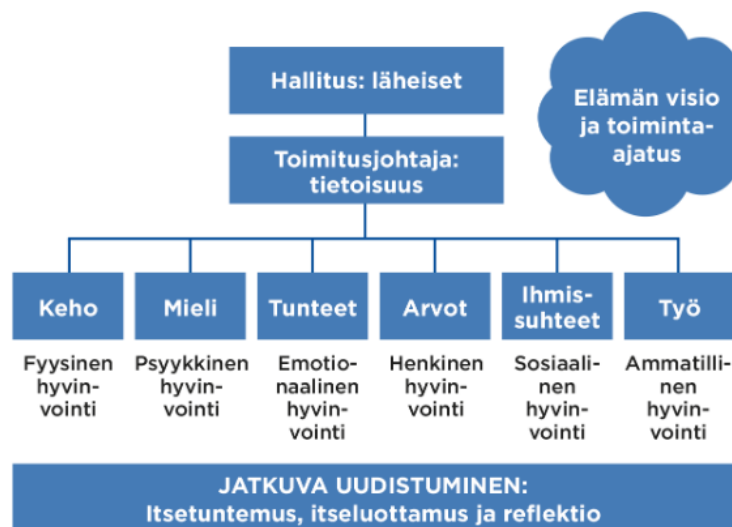 Hallitus: läheiset
Elämän visio
ja toiminta-
ajatus
Toimitusjohtaja:
tietoisuus
Keho
Mieli
Tunteet
Arvot
Ihmis-
suhteet
Työ
Fyysinen
hyvin-
vointi
Psyykkinen
hyvin-
vointi
Emotio-
naalinen
hyvin-
vointi
Henkinen
hyvin-
vointi
Sosiaali-
nen
hyvin-
vointi
Ammatilli-
nen
hyvin-
vointi
JATKUVA UUDISTUMINEN:
Itsetuntemus, itseluottamus ja reflektio